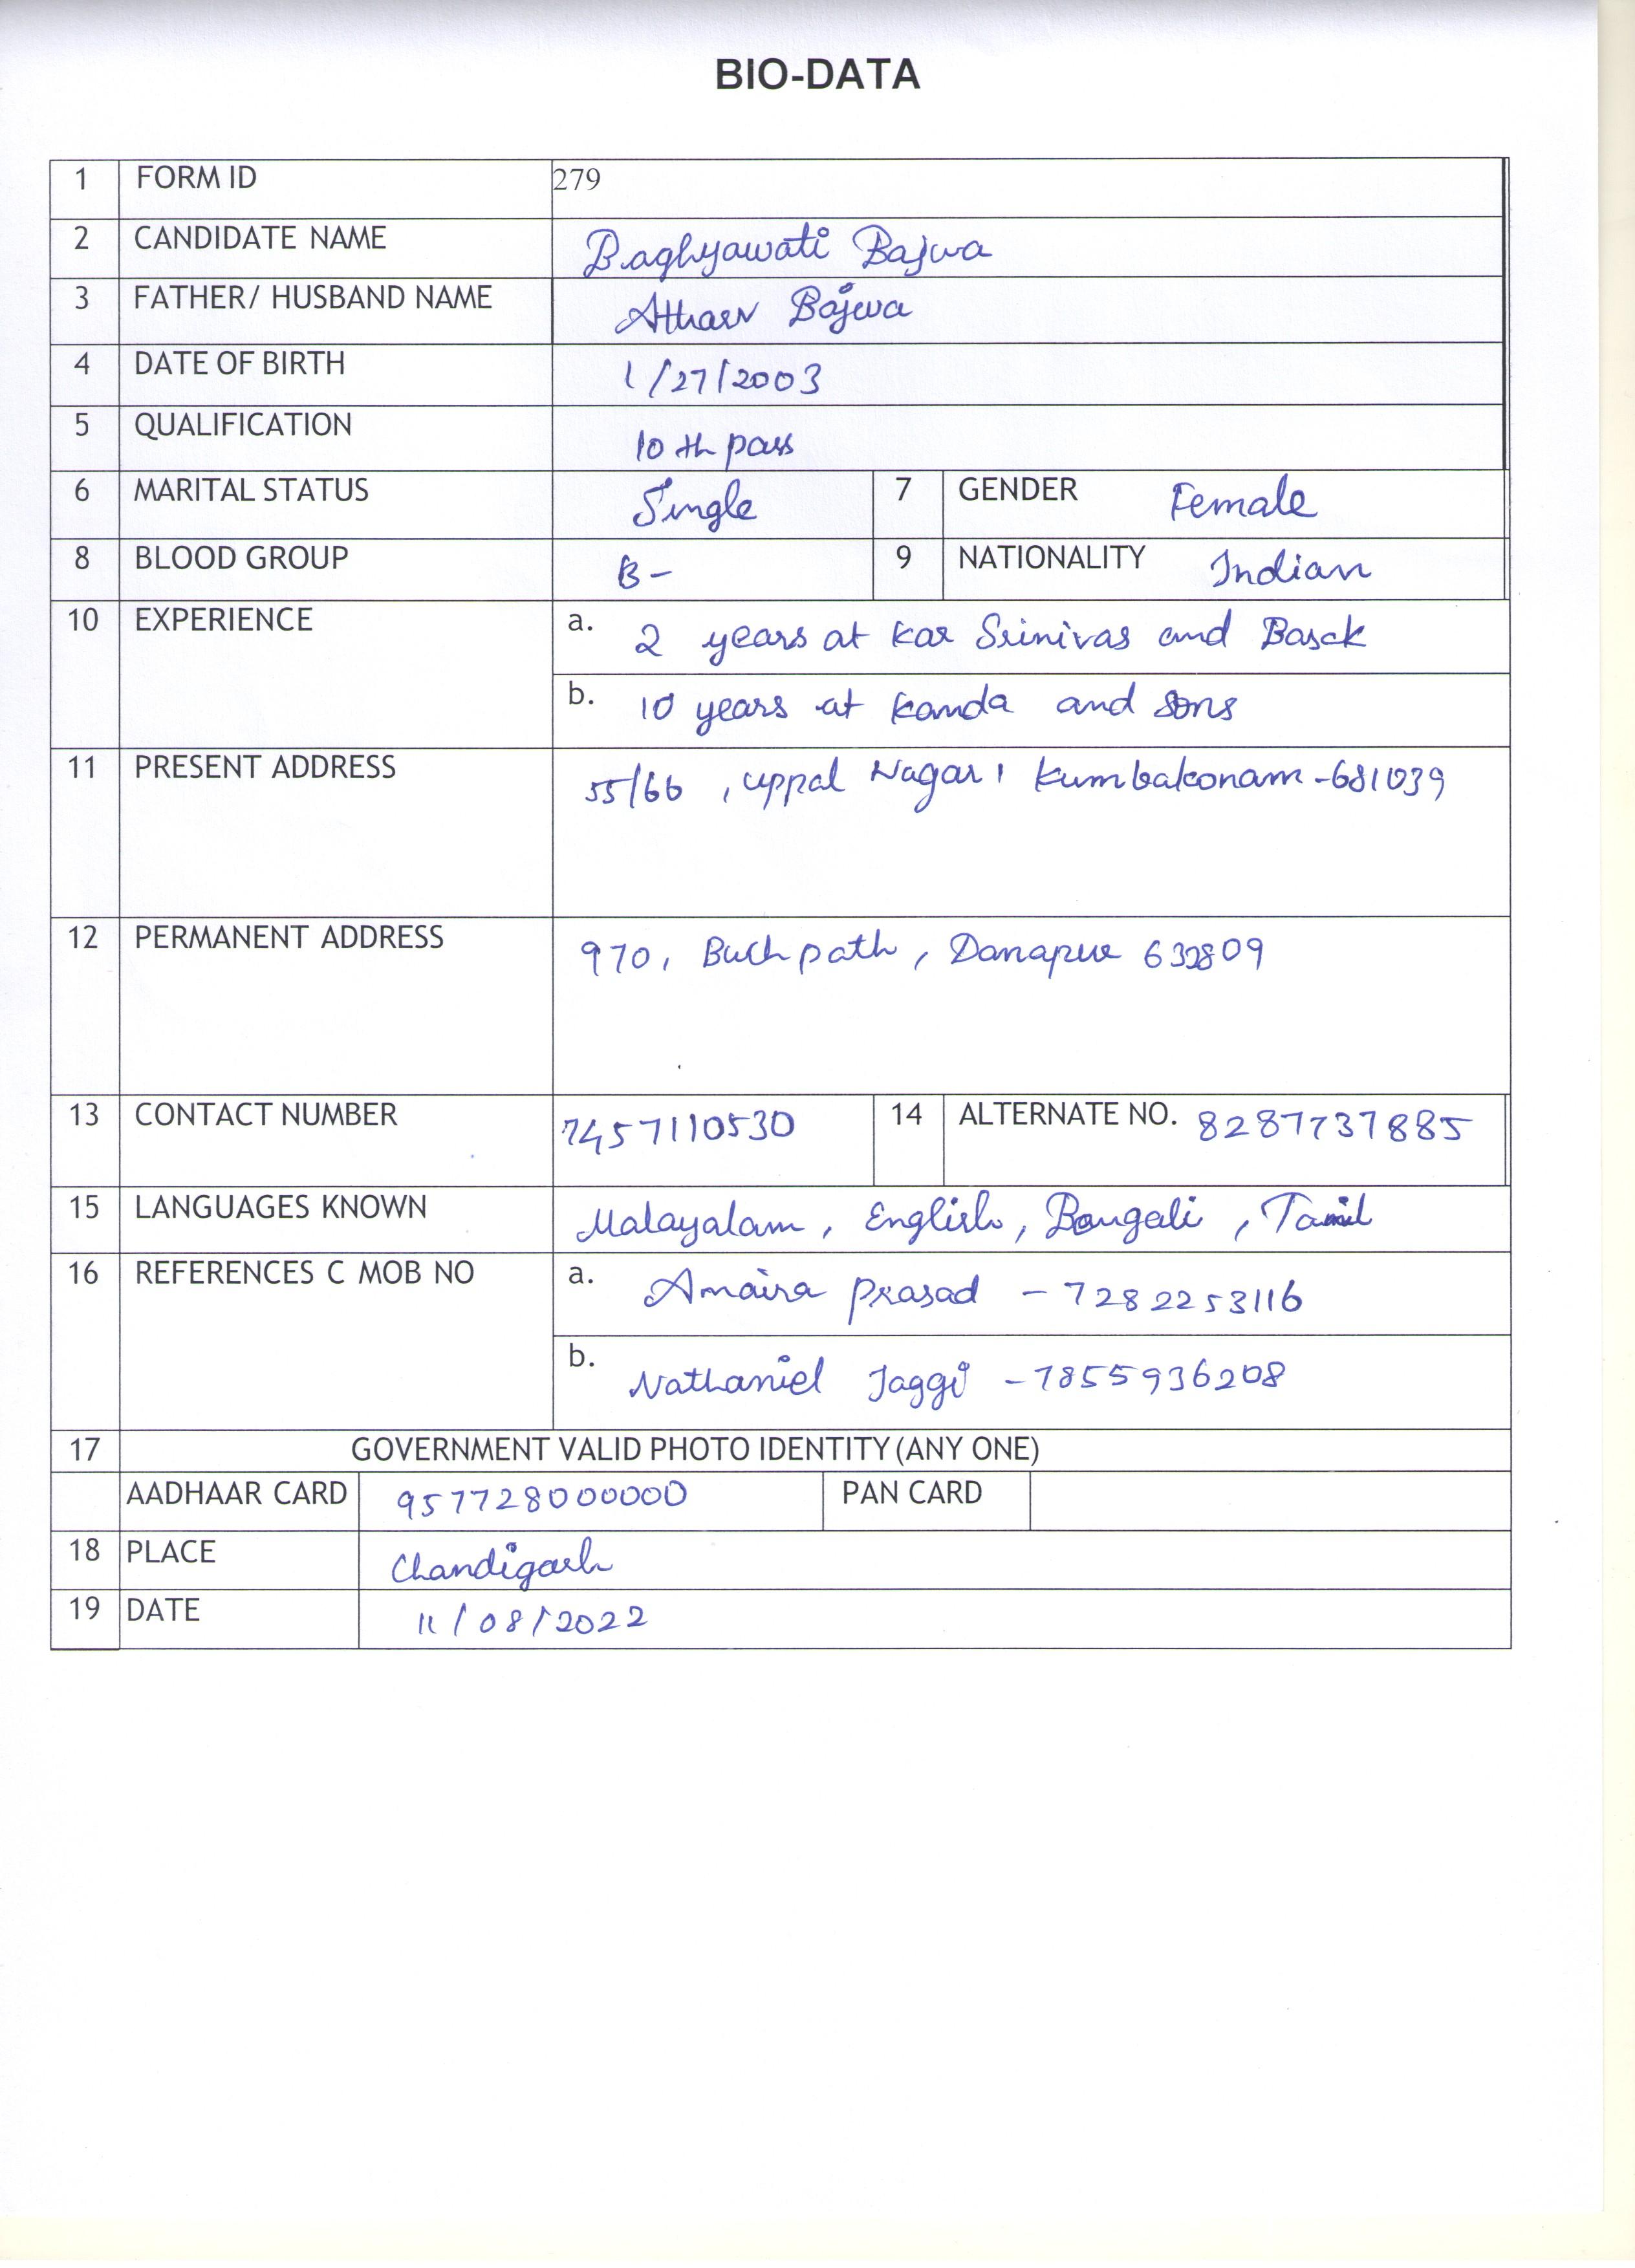 BIO-DATA
1 FORM ID 279
2 CANDIDATE NAME Baghyawati Bajwa
3 FATHER/ HUSBAND NAME Atharv Bajwa
4 DATE OF BIRTH 1/27/2003
5 QUALIFICATION 10th pass
6 MARITAL STATUS Single 7 GENDER Female
8 BLOOD GROUP B- 9 NATIONALITY Indian
10 EXPERIENCE a. 2 years at Kar Srinivas and Basak
b. 10 years at Kanda and Sons
11 PRESENT ADDRESS 55/66 , Uppal Nagar, Kumbakonam -681039
12 PERMANENT ADDRESS 970, Buch path, Danapur 632809
13 CONTACT NUMBER 7457110530 14 ALTERNATE NO. 8287737885
15 LANGUAGES KNOWN Malayalam, English, Bengali, Tamil
16 REFERENCES C MOB NO a. Amaira Prasad - 7282253116
b. Nathaniel Jaggi -7855936208
17 GOVERNMENT VALID PHOTO IDENTITY (ANY ONE)
AADHAAR CARD 957728000000 PAN CARD
18 PLACE Chandigarh
19 DATE 11/08/2022